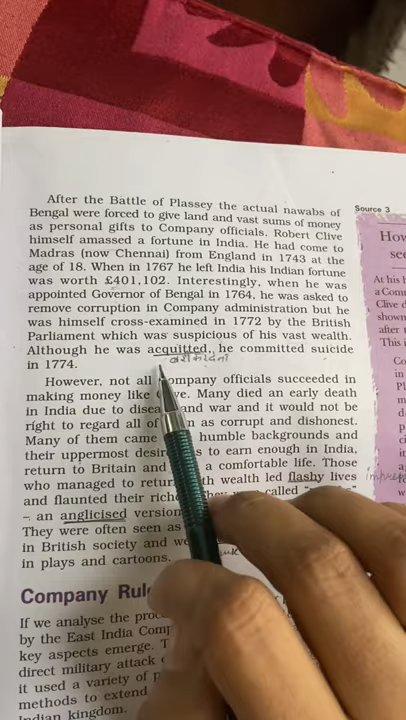 After the Battle of Plassey the actual nawabs of
Bengal were forced to give land and vast sums of money
as personal gifts to Company officials. Robert Clive
himself amassed a fortune in India. He had come to
Madras (now Chennai) from England in 1743 at the
age of 18. When in 1767 he left India his Indian fortune
was worth £401,102. Interestingly, when he was
appointed Governor of Bengal in 1764, he was asked to
remove corruption in Company administration but he
was himself cross-examined in 1772 by the British
Parliament which was suspicious of his vast wealth.
Although he was acquitted, he committed suicide
in 1774.
However, not all Company officials succeeded in
making money like Clive. Many died an early death
in India due to disease and war and it would not be
right to regard all of as corrupt and dishonest.
Many of them came humble backgrounds and
their uppermost desire to earn enough in India,
return to Britain and a comfortable life. Those
who managed to return wealth led flashy lives
and flaunted their called
– an anglicised version
They were often seen as
in British society and
in plays and cartoons.
Company
If we analyse the
by the East India
key aspects emerge.
direct military attack
it used a variety of
methods to extend
Indian kingdom.
Source 3
How
At his
a
shown
after
This